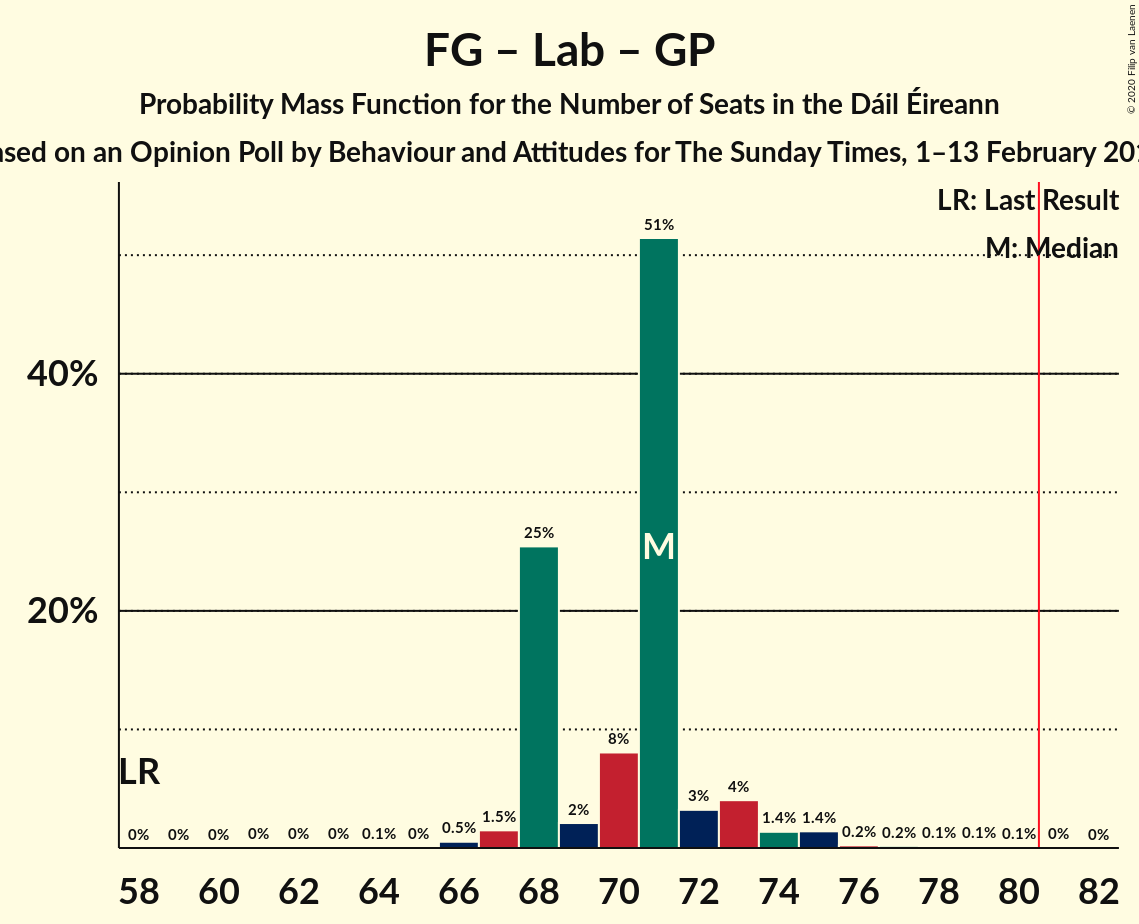 FG – Lab – GP
Probability Mass Function for the Number of Seats in the Dáil Éireann
on an Opinion Poll by Behaviour and Attitudes for The Sunday Times, 1–13 February
© 2020 Filip van Laenen
LR: Last Result
M: Median
51%
40%
25%
M
20%
8%
LR
0% 0% 0% 0% 0% 0% 0.1% 0% 0.5% 1.5% 2% 3% 4% 1.4% 1.4% 0.2% 0.2% 0.1% 0.1% 0.1% 0% 0%
58 60 62 64 66 68 70 72 74 76 78 80 82